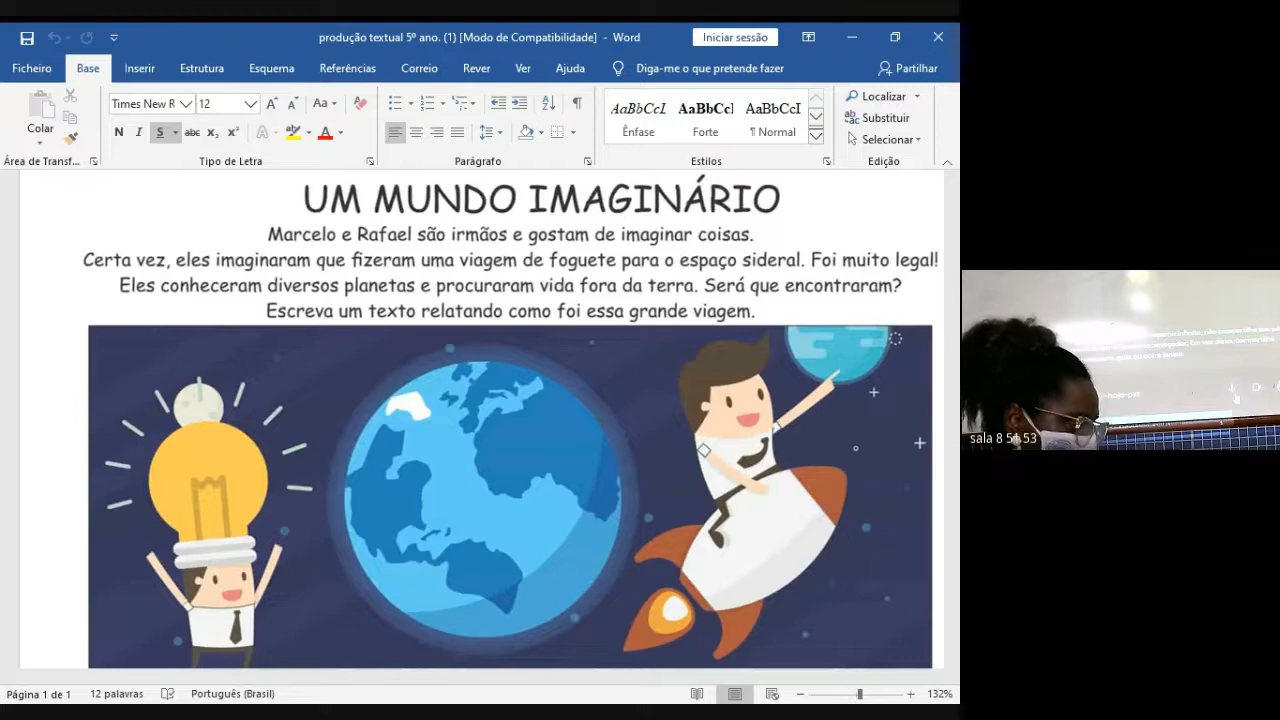 produção textual 5º ano. (1) [Modo de Compatibilidade] - Word
Iniciar sessão
Ficheiro Base Inserir Estrutura Esquema Referências Correio Rever Ver Ajuda Diga-me o que pretende fazer Partilhar
Times New R 12 Aa
Colar
N I S abc x₂ x² A A
AaBbCcI AaBbCcI AaBbCcI
Ênfase Forte ¶ Normal
Localizar
Substituir
Selecionar
Área de Transf... Tipo de Letra Parágrafo Estilos Edição
UM MUNDO IMAGINÁRIO
Marcelo e Rafael são irmãos e gostam de imaginar coisas.
Certa vez, eles imaginaram que fizeram uma viagem de foguete para o espaço sideral. Foi muito legal!
Eles conheceram diversos planetas e procuraram vida fora da terra. Será que encontraram?
Escreva um texto relatando como foi essa grande viagem.
sala 8 51 53
Página 1 de 1 12 palavras Português (Brasil) 132%